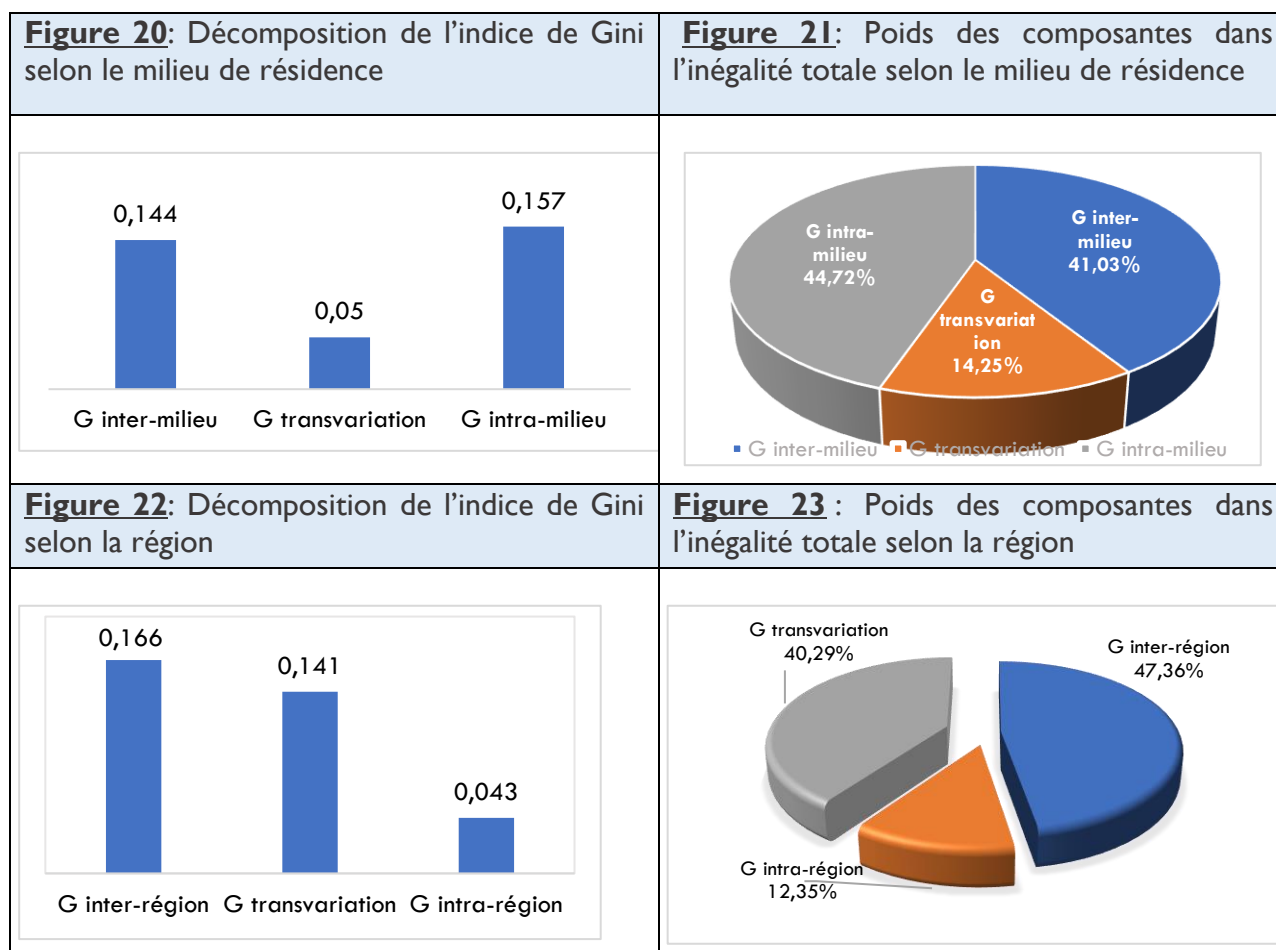 Figure 20: Décomposition de l’indice de Gini
selon le milieu de résidence
Figure 21: Poids des composantes dans
l’inégalité totale selon le milieu de résidence
0,144
0,05
0,157
G inter-milieu
G transvariation
G intra-milieu
G inter-
milieu
41,03%
G
transvariat
ion
14,25%
G intra-
milieu
44,72%
G inter-milieu
G transvariation
G intra-milieu
Figure 22: Décomposition de l’indice de Gini
selon la région
Figure 23 : Poids des composantes dans
l’inégalité totale selon la région
0,166
0,141
0,043
G inter-région
G transvariation
G intra-région
G transvariation
40,29%
G inter-région
47,36%
G intra-région
12,35%